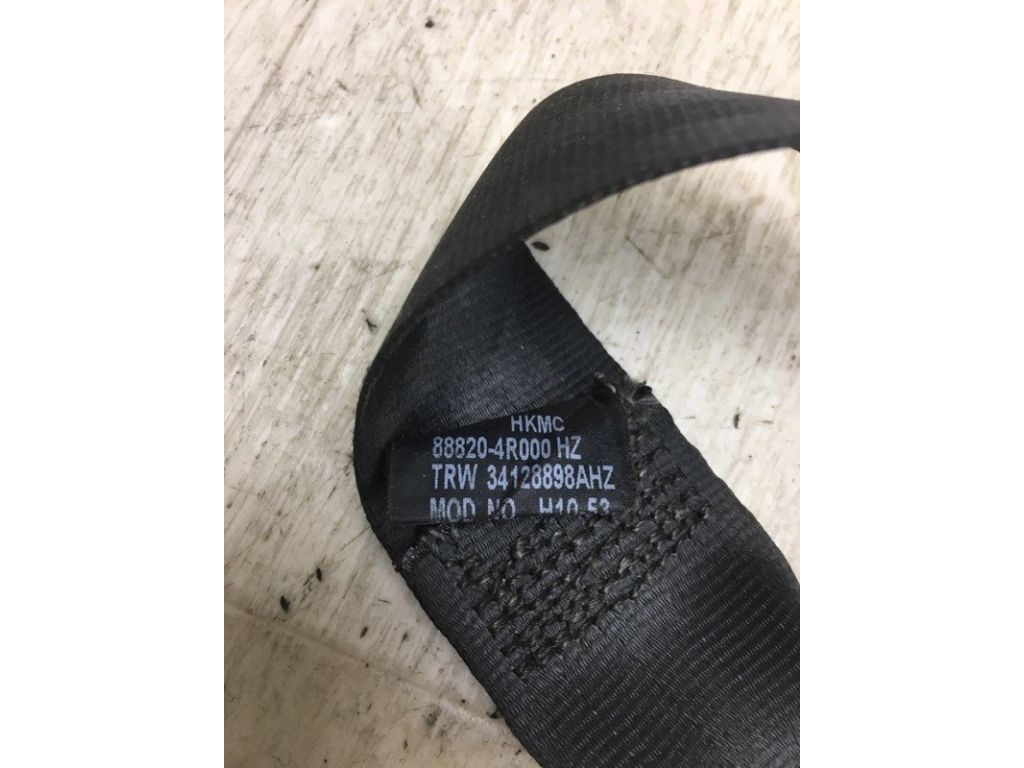 HKMC
88820-4R000 HZ
TRW 34128898AHZ
MOD NO H10-53